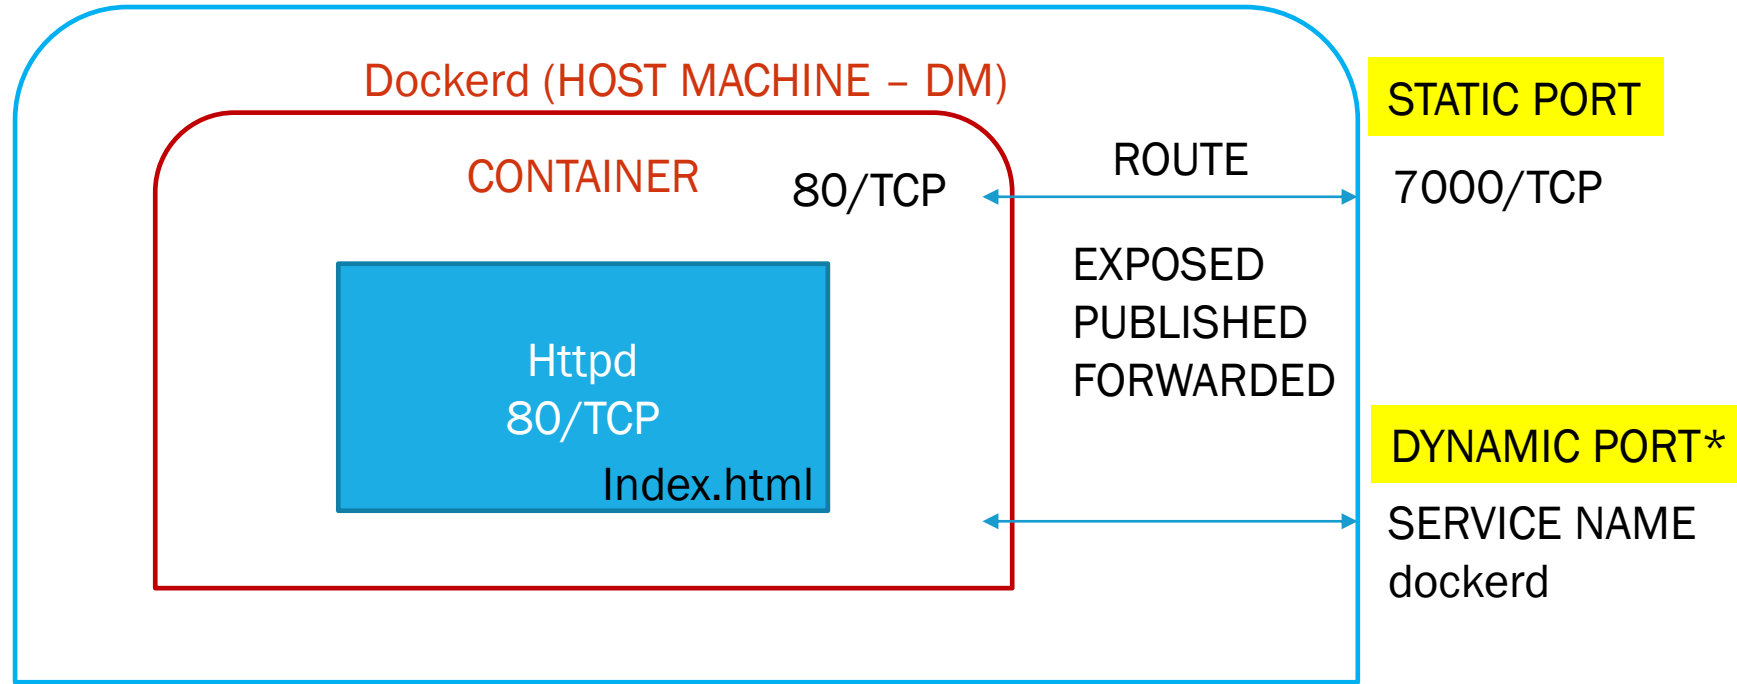 Dockerd (HOST MACHINE – DM)
CONTAINER
80/TCP
Httpd
80/TCP
Index.html
ROUTE
EXPOSED
PUBLISHED
FORWARDED
STATIC PORT
7000/TCP
DYNAMIC PORT*
SERVICE NAME
dockerd